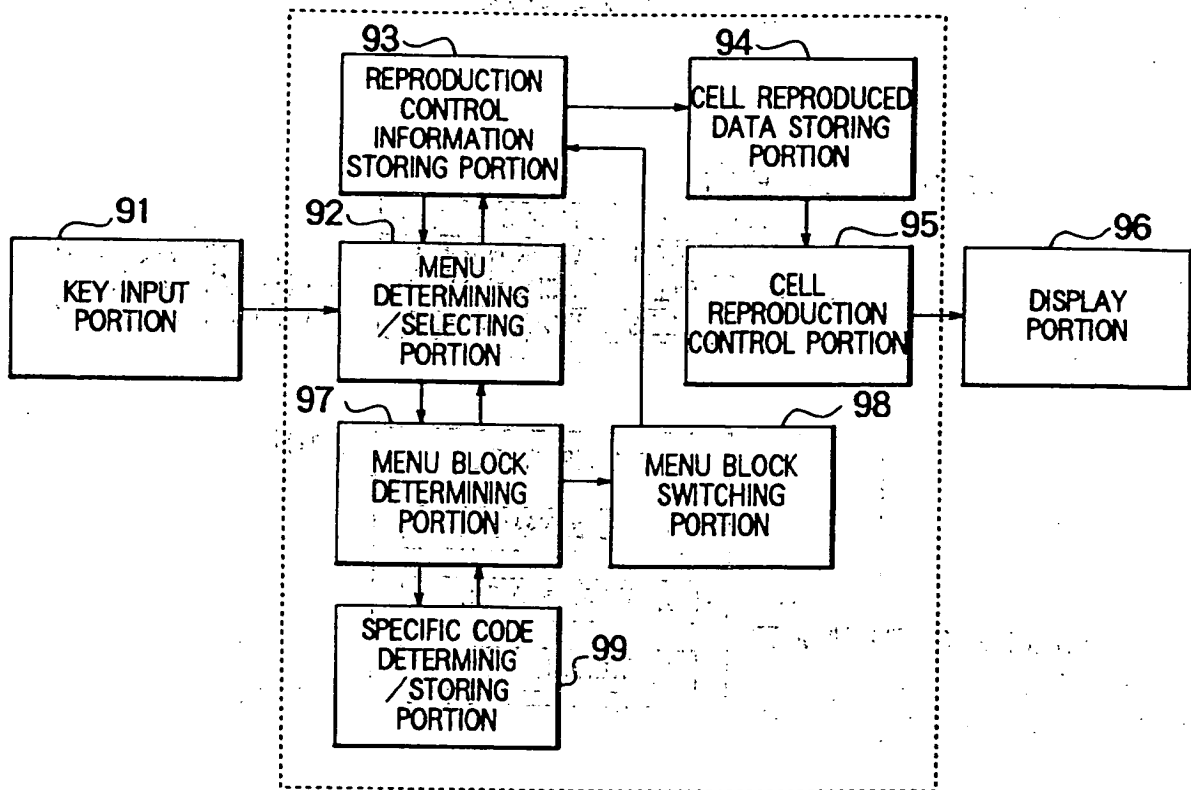 93
REPRODUCTION
CONTROL
INFORMATION
STORING PORTION
94
CELL REPRODUCED
DATA STORING
PORTION
91
KEY INPUT
PORTION
92
MENU
DETERMINING
/SELECTING
PORTION
95
CELL
REPRODUCTION
CONTROL PORTION
96
DISPLAY
PORTION
97
MENU BLOCK
DETERMINING
PORTION
98
MENU BLOCK
SWITCHING
PORTION
SPECIFIC CODE
DETERMINIG
/STORING
PORTION
99